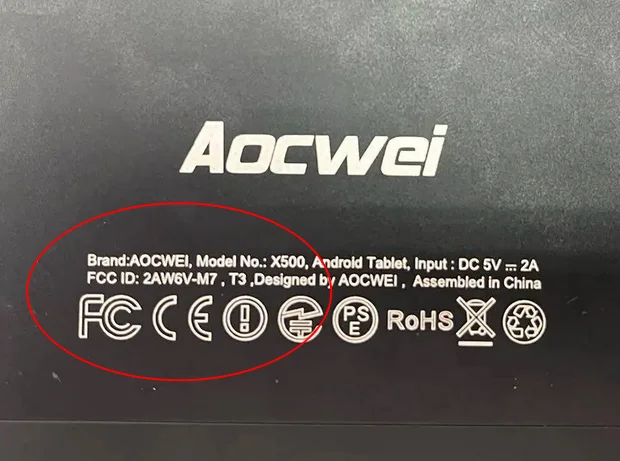 Aocwei
Brand:AOCWEI, Model No.: X500, Android Tablet, Input : DC 5V ⎓ 2A
FCC ID: 2AW6V-M7 , T3 ,Designed by AOCWEI , Assembled in China
FC CE PSE RoHS